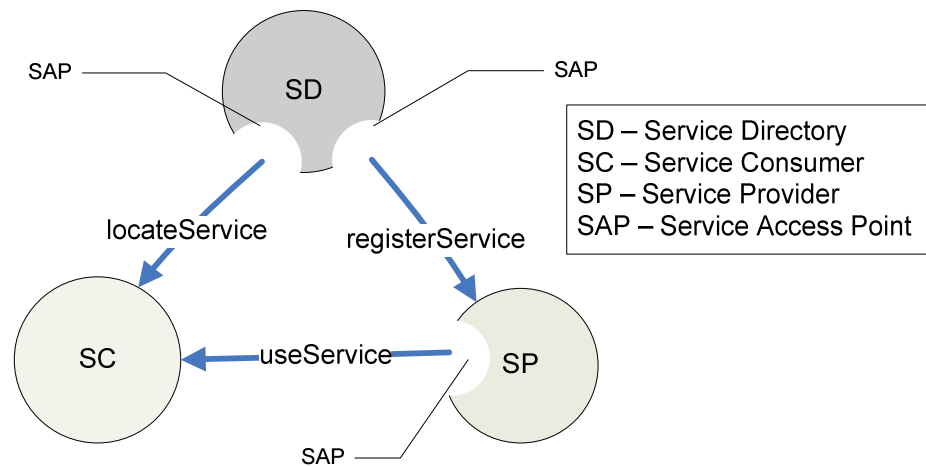 SAP
SD
SAP
SD – Service Directory
SC – Service Consumer
SP – Service Provider
SAP – Service Access Point
locateService
registerService
SC
useService
SP
SAP